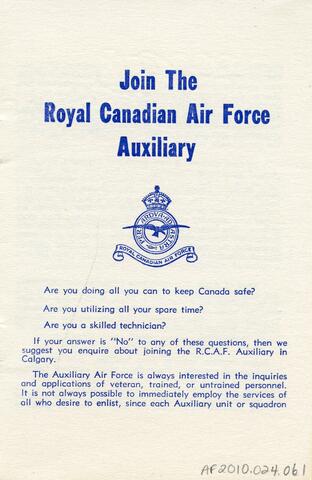 Join The
Royal Canadian Air Force
Auxiliary
PER ARDVA AD ASTRA
ROYAL CANADIAN AIR FORCE
Are you doing all you can to keep Canada safe?
Are you utilizing all your spare time?
Are you a skilled technician?
If your answer is "No" to any of these questions, then we
suggest you enquire about joining the R.C.A.F. Auxiliary in
Calgary.
The Auxiliary Air Force is always interested in the inquiries
and applications of veteran, trained, or untrained personnel.
It is not always possible to immediately employ the services of
all who desire to enlist, since each Auxiliary unit or squadron
AF2010.024.061